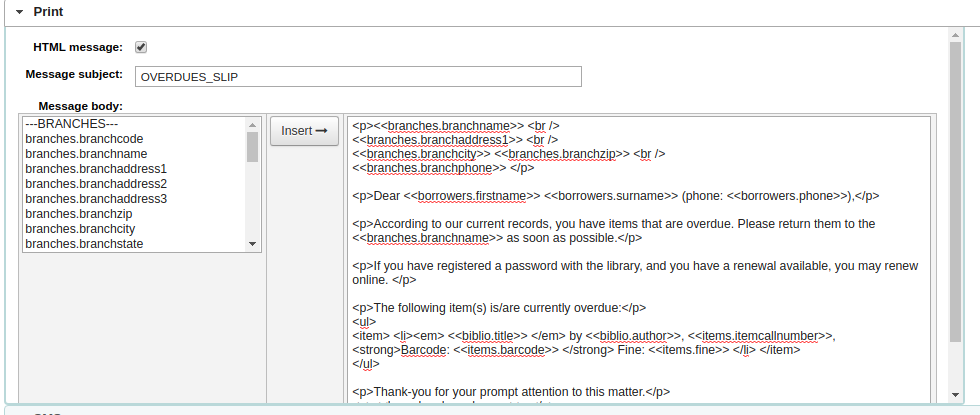 Print
HTML message:
Message subject: OVERDUES_SLIP
Message body:
---BRANCHES---
branches.branchcode
branches.branchname
branches.branchaddress1
branches.branchaddress2
branches.branchaddress3
branches.branchzip
branches.branchcity
branches.branchstate
Insert →
<p><<branches.branchname>> <br />
<<branches.branchaddress1>> <br />
<<branches.branchcity>> <<branches.branchzip>> <br />
<<branches.branchphone>> </p>
<p>Dear <<borrowers.firstname>> <<borrowers.surname>> (phone: <<borrowers.phone>>),</p>
<p>According to our current records, you have items that are overdue. Please return them to the
<<branches.branchname>> as soon as possible.</p>
<p>If you have registered a password with the library, and you have a renewal available, you may renew
online. </p>
<p>The following item(s) is/are currently overdue:</p>
<ul>
<item> <li><em> <<biblio.title>> </em> by <<biblio.author>>, <<items.itemcallnumber>>,
<strong>Barcode: <<items.barcode>> </strong> Fine: <<items.fine>> </li> </item>
</ul>
<p>Thank-you for your prompt attention to this matter.</p>